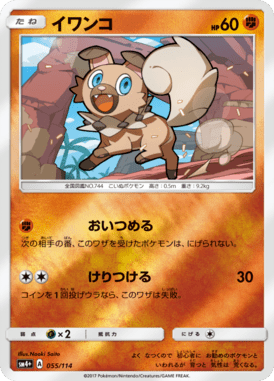 たね イワンコ HP60
全国図鑑NO.744 こいぬポケモン 高さ:0.5m 重さ:9.2kg
おいつめる
次の相手の番、このワザを受けたポケモンは、にげられない。
けりつける 30
コインを1回投げウラなら、このワザは失敗。
弱点 ×2 抵抗力 にげる
Illus.Naoki Saito
sm4+ A 055/114
よく なつくので 初心者に お勧めのポケモンと
いわれるが 育つと 気性が 荒くなる。
©2017 Pokémon/Nintendo/Creatures/GAME FREAK.